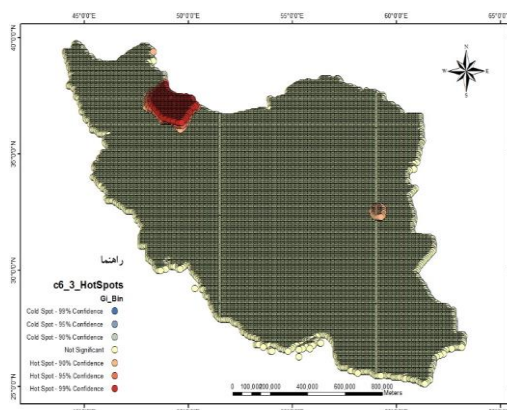 45°0'0"E 50°0'0"E 55°0'0"E 60°0'0"E 65°0'0"E
40°0'0"N
35°0'0"N
30°0'0"N
25°0'0"N
N
W
E
S
راهنما
c6_3_HotSpots
Gi_Bin
Cold Spot - 99% Confidence
Cold Spot - 95% Confidence
Cold Spot - 90% Confidence
Not Significant
Hot Spot - 90% Confidence
Hot Spot - 95% Confidence
Hot Spot - 99% Confidence
0 100,000200,000 400,000 600,000 800,000
Meters